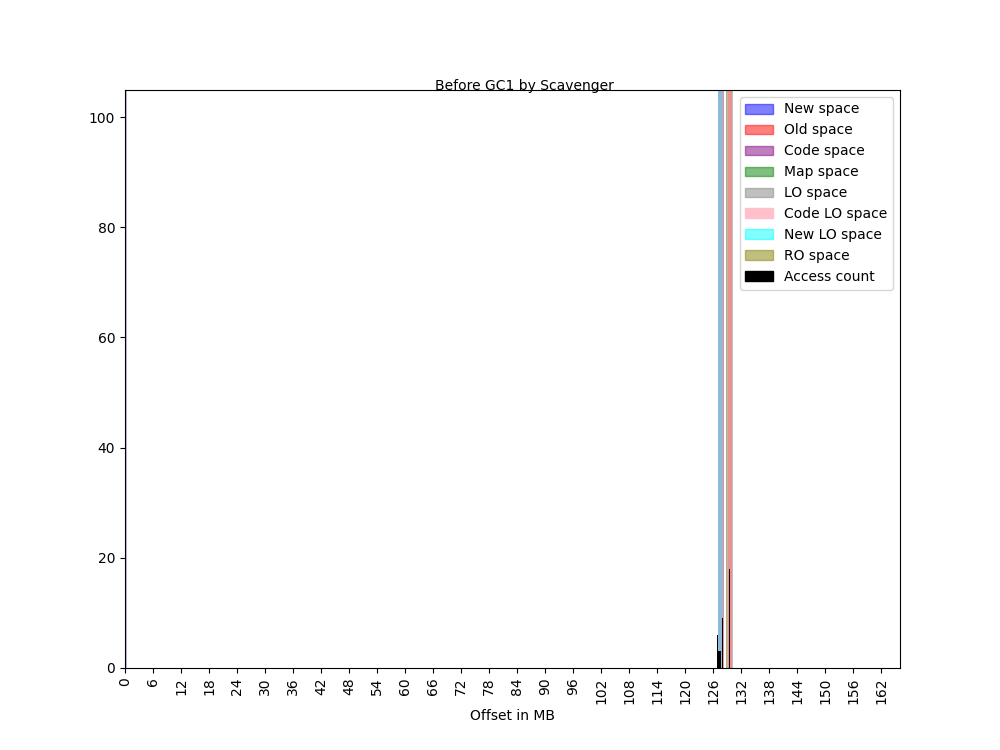 Before GC1 by Scavenger
New space
Old space
Code space
Map space
LO space
Code LO space
New LO space
RO space
Access count
100
80
60
40
20
0
0 6 12 18 24 30 36 42 48 54 60 66 72 78 84 90 96 102 108 114 120 126 132 138 144 150 156 162
Offset in MB